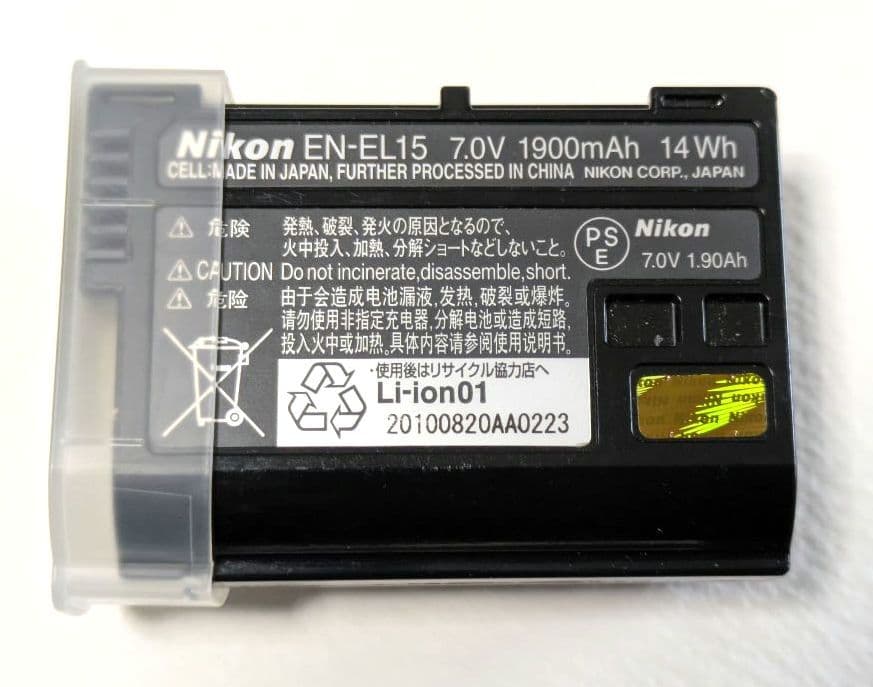 Nikon EN-EL15 7.0V 1900mAh 14Wh
CELL:MADE IN JAPAN, FURTHER PROCESSED IN CHINA NIKON CORP., JAPAN
危険
発熱、破裂、発火の原因となるので、
火中投入、加熱、分解ショートなどしないこと。
CAUTION Do not incinerate,disassemble,short.
危险
由于会造成电池漏液,发热,破裂或爆炸。
请勿使用非指定充电器,分解电池或造成短路,
投入火中或加热。具体内容请参阅使用说明书。
PS
E
Nikon
7.0V 1.90Ah
・使用後はリサイクル協力店へ
Li-ion01
20100820AA0223
Nikon Nikon